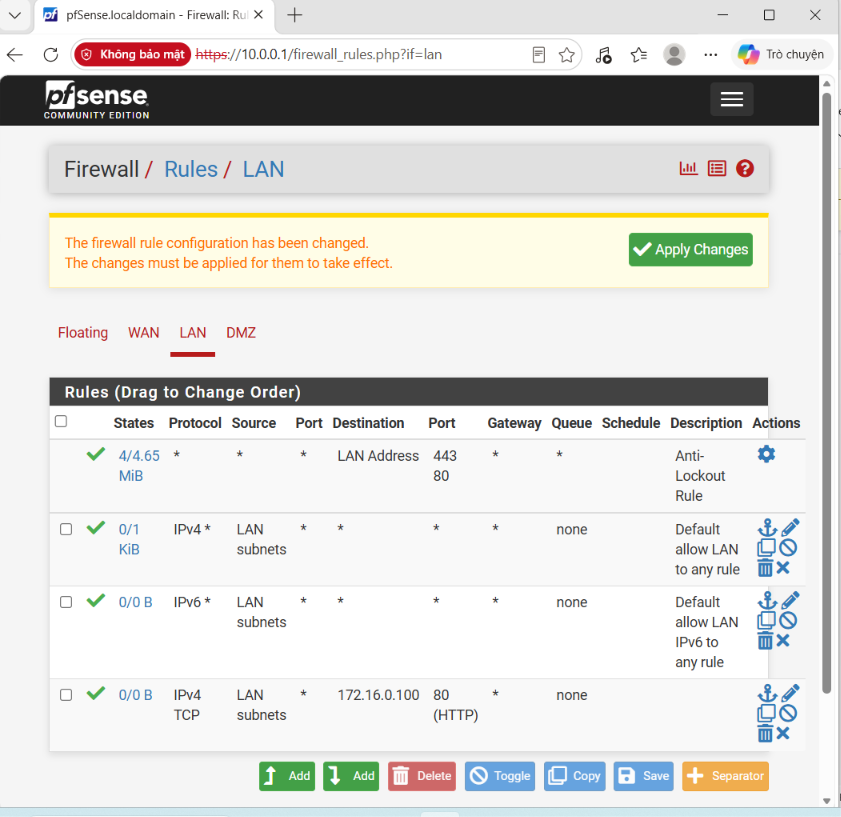 pfSense.localdomain - Firewall: Rul
Không bảo mật https://10.0.0.1/firewall_rules.php?if=lan Trò chuyện
pfsense
COMMUNITY EDITION
Firewall / Rules / LAN
The firewall rule configuration has been changed.
The changes must be applied for them to take effect.
Apply Changes
Floating WAN LAN DMZ
Rules (Drag to Change Order)
States Protocol Source Port Destination Port Gateway Queue Schedule Description Actions
4/4.65 * * * LAN Address 443 * * Anti-
MiB 80 Lockout
Rule
0/1 IPv4 * LAN * * * * none Default
KiB subnets allow LAN
to any rule
0/0 B IPv6 * LAN * * * * none Default
subnets allow LAN
IPv6 to
any rule
0/0 B IPv4 LAN * 172.16.0.100 80 * none
TCP subnets (HTTP)
Add Add Delete Toggle Copy Save Separator